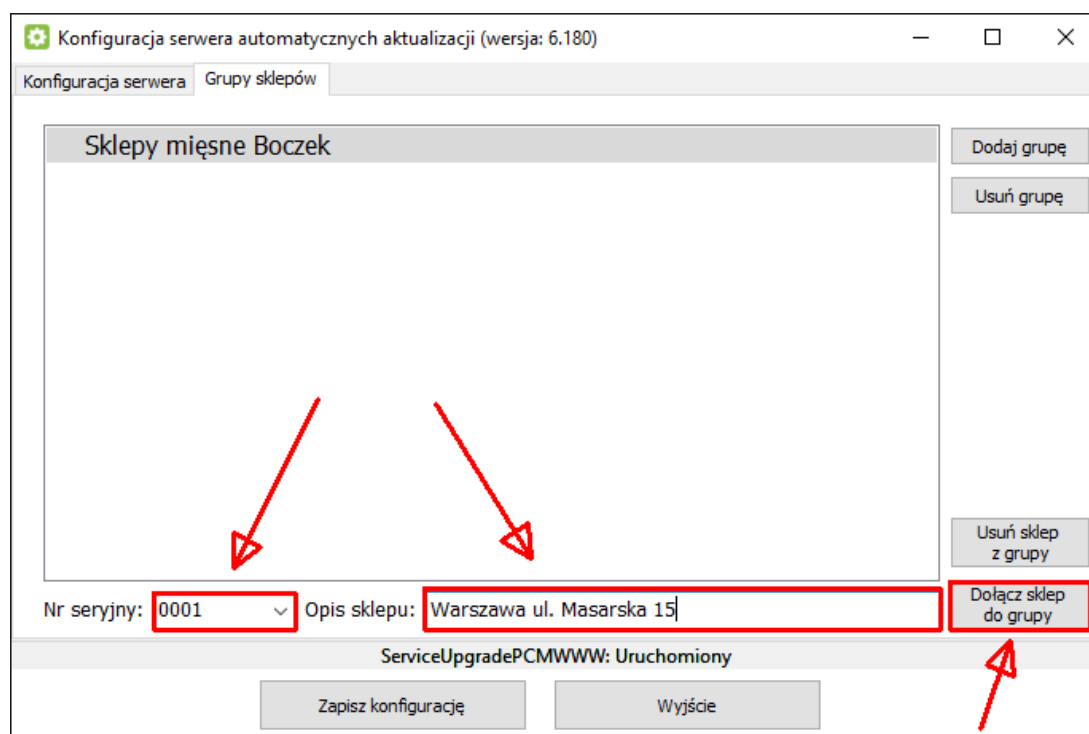 Konfiguracja serwera automatycznych aktualizacji (wersja: 6.180)
Konfiguracja serwera
Grupy sklepów
Sklepy mięsne Boczek
Dodaj grupę
Usuń grupę
Usuń sklep
z grupy
Nr seryjny: 0001 Opis sklepu: Warszawa ul. Masarska 15
Dołącz sklep
do grupy
ServiceUpgradePCMWWW: Uruchomiony
Zapisz konfigurację
Wyjście